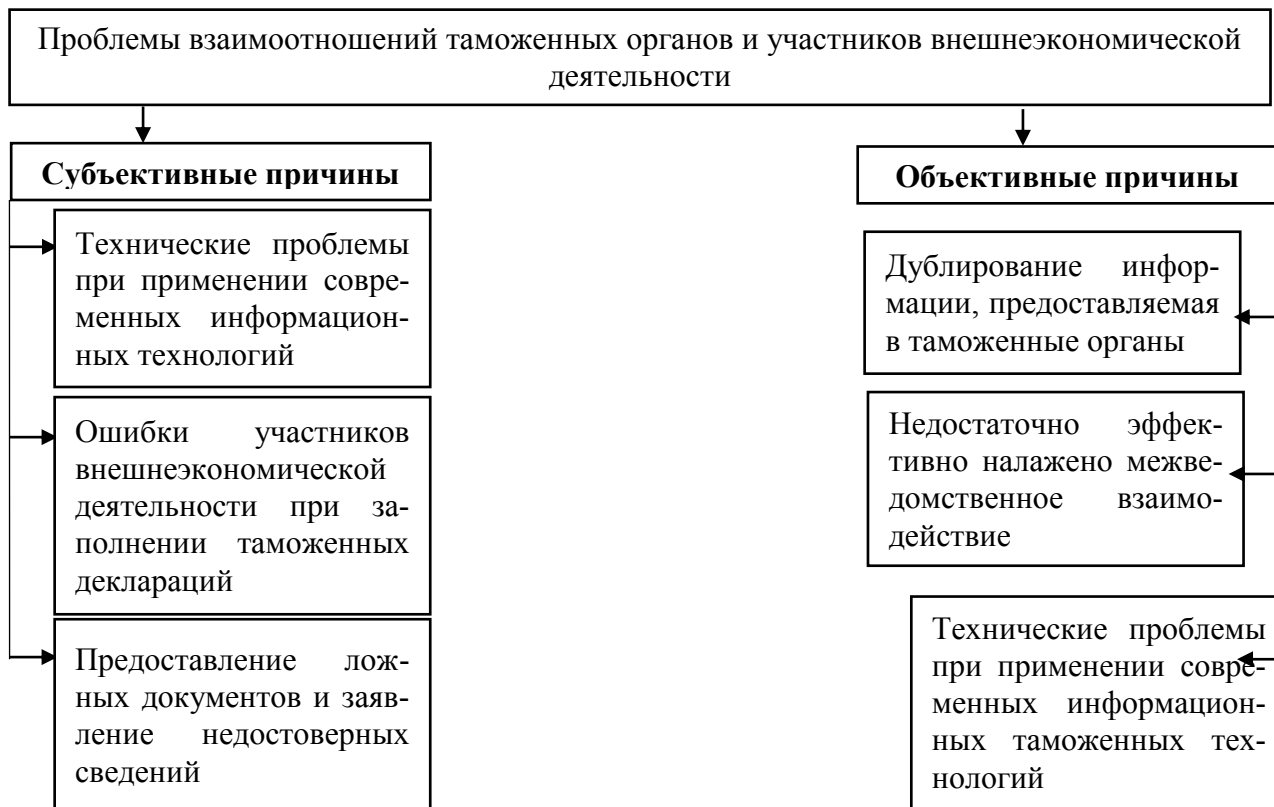 Проблемы взаимоотношений таможенных органов и участников внешнеэкономической
деятельности
Субъективные причины
Технические проблемы
при применении совре-
менных информацион-
ных технологий
Ошибки участников
внешнеэкономической
деятельности при за-
полнении таможенных
деклараций
Предоставление лож-
ных документов и заяв-
ление недостоверных
сведений
Объективные причины
Дублирование инфор-
мации, предоставляемая
в таможенные органы
Недостаточно эффек-
тивно налажено межве-
домственное взаимо-
действие
Технические проблемы
при применении совре-
менных информацион-
ных таможенных тех-
нологий